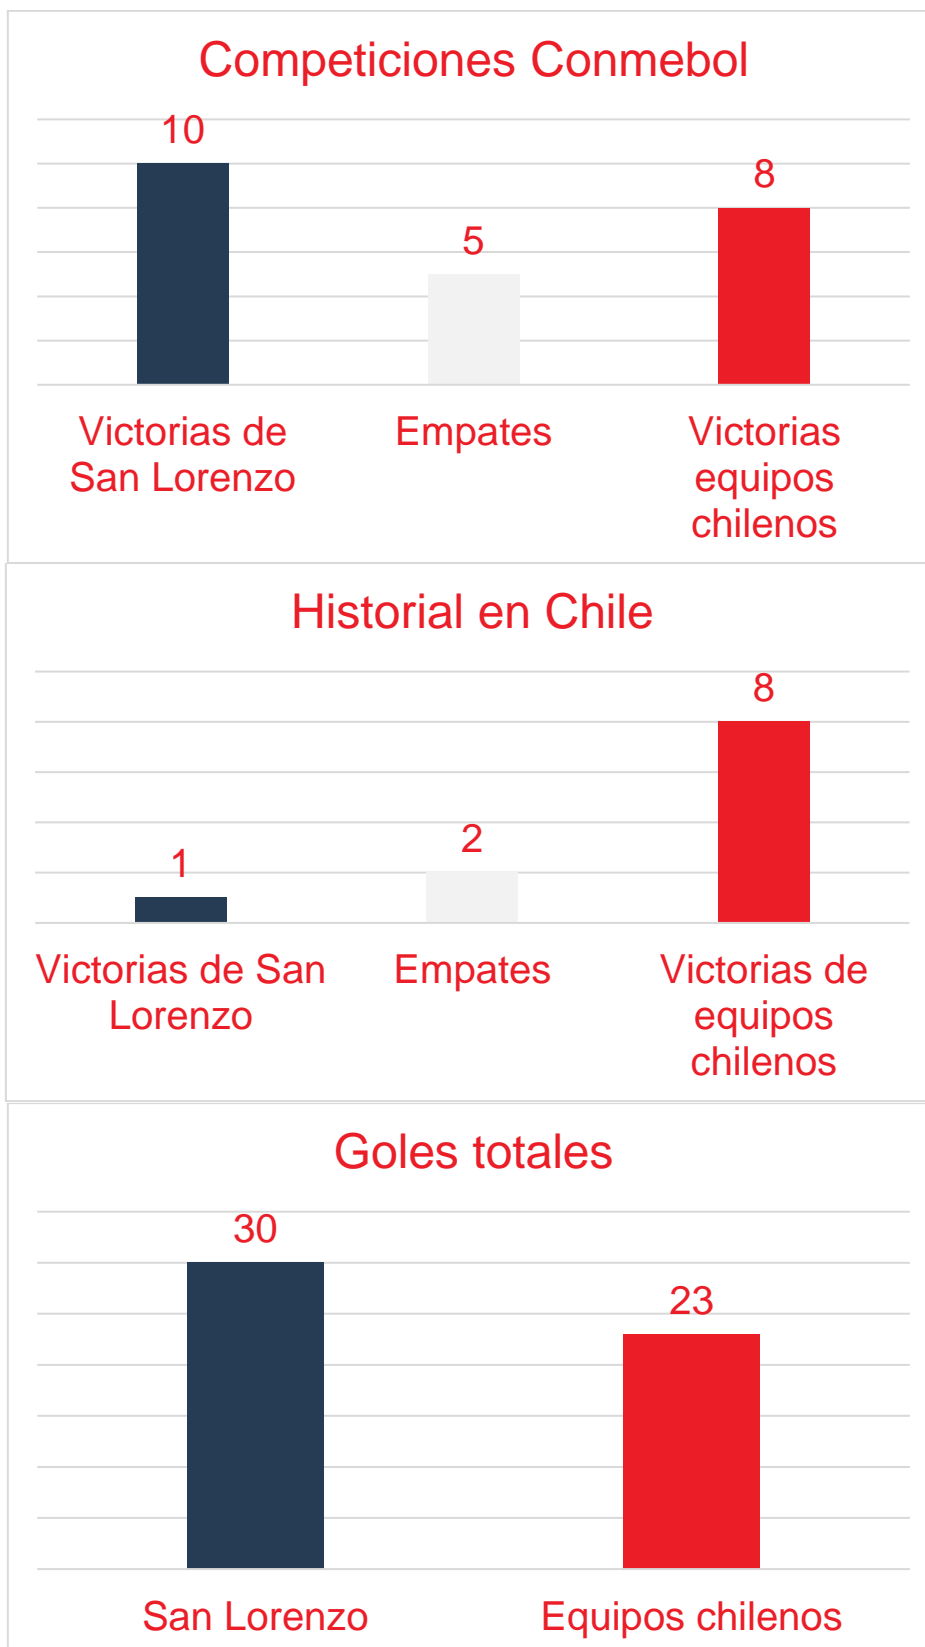 Competiciones Conmebol
10
5
8
Victorias de
San Lorenzo
Empates
Victorias
equipos
chilenos
Historial en Chile
1
2
8
Victorias de San
Lorenzo
Empates
Victorias de
equipos
chilenos
Goles totales
30
23
San Lorenzo
Equipos chilenos